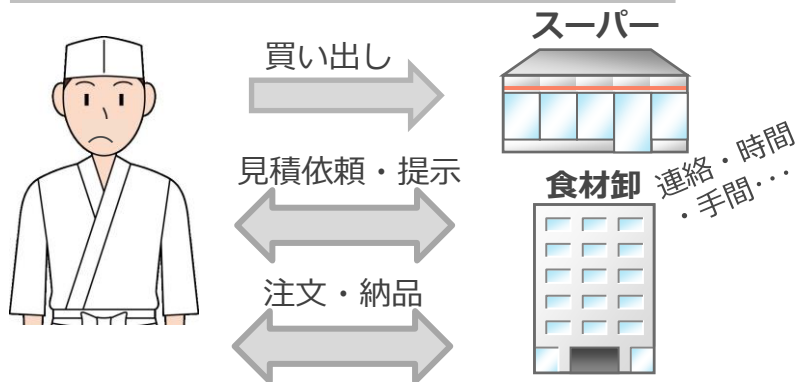 スーパー
買い出し
見積依頼・提示
食材卸
連絡・時間
・手間･･･
注文・納品